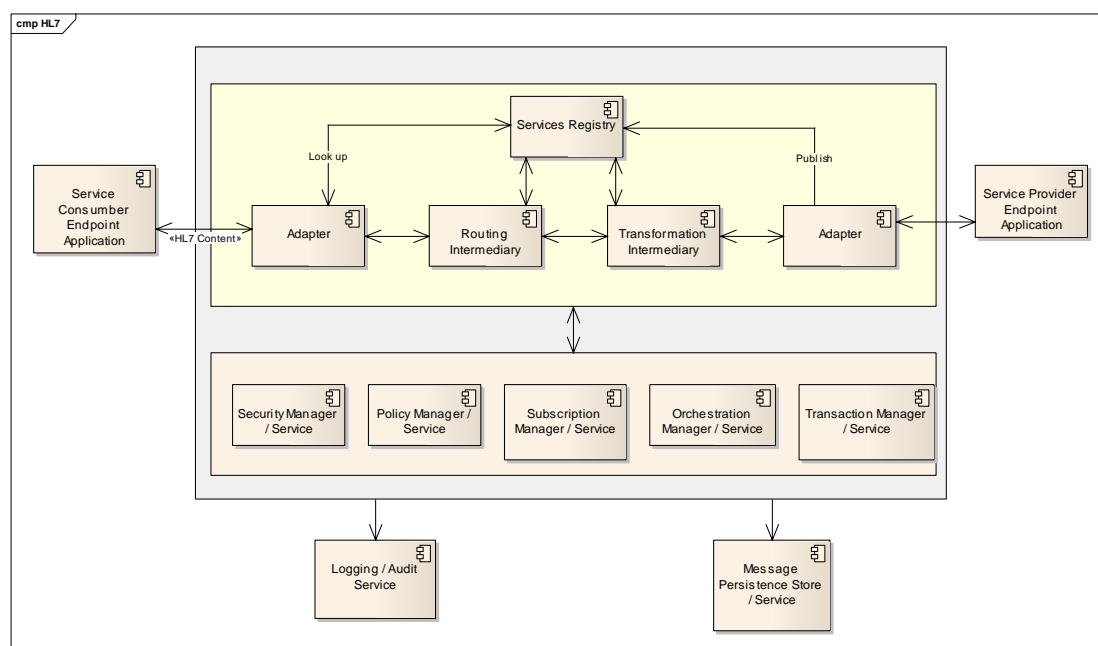 cmp HL7
Services Registry
Look up
Publish
Service
Consumber
Endpoint
Application
«HL7 Content»
Adapter
Routing
Intermediary
Transformation
Intermediary
Adapter
Service Provider
Endpoint
Application
Security Manager
/ Service
Policy Manager /
Service
Subscription
Manager / Service
Orchestration
Manager / Service
Transaction Manager
/ Service
Logging / Audit
Service
Message
Persistence Store
/ Service